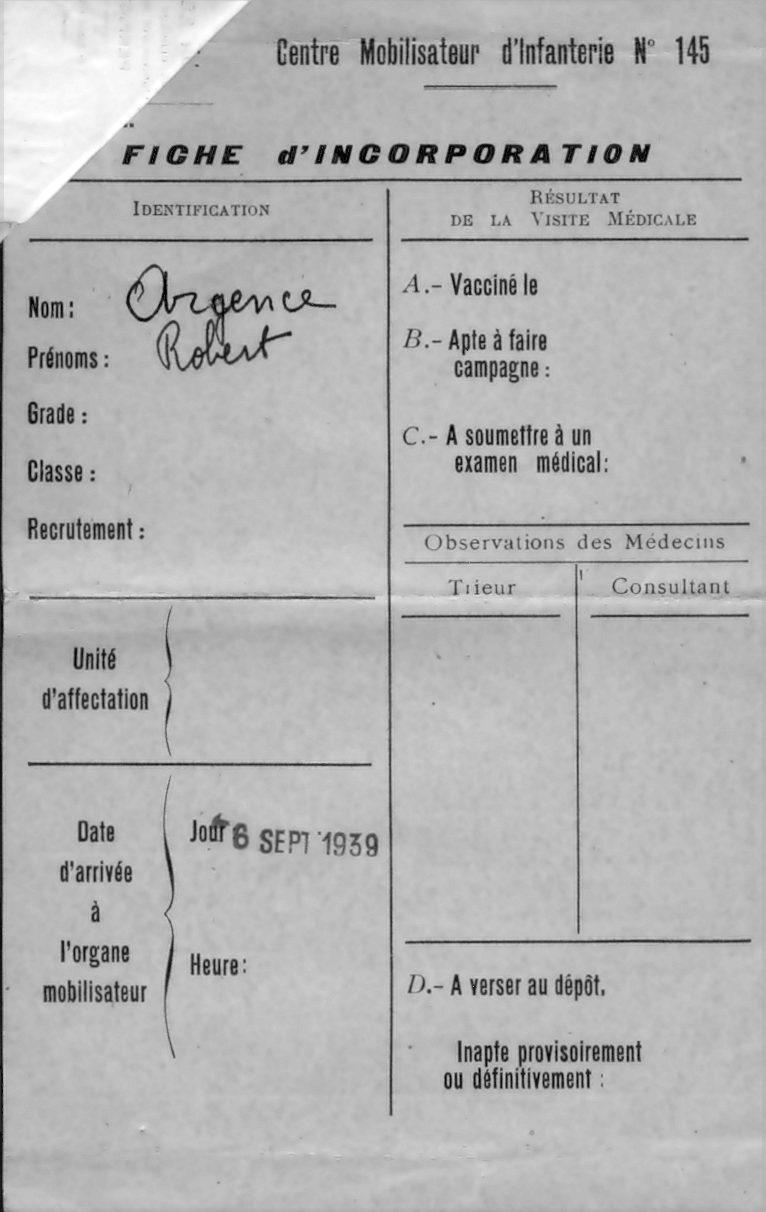 Centre Mobilisateur d'Infanterie N° 145
FICHE d'INCORPORATION
IDENTIFICATION
Nom: Argence
Prénoms: Robert
Grade:
Classe:
Recrutement:
Unité
d'affectation
Date
d'arrivée
à
l'organe
mobilisateur
Jour 6 SEPT 1939
Heure:
RÉSULTAT
DE LA VISITE MÉDICALE
A.- Vacciné le
B.- Apte à faire
campagne:
C.- A soumettre à un
examen médical:
Observations des Médecins
Trieur
Consultant
D.- A verser au dépôt.
Inapte provisoirement
ou définitivement: